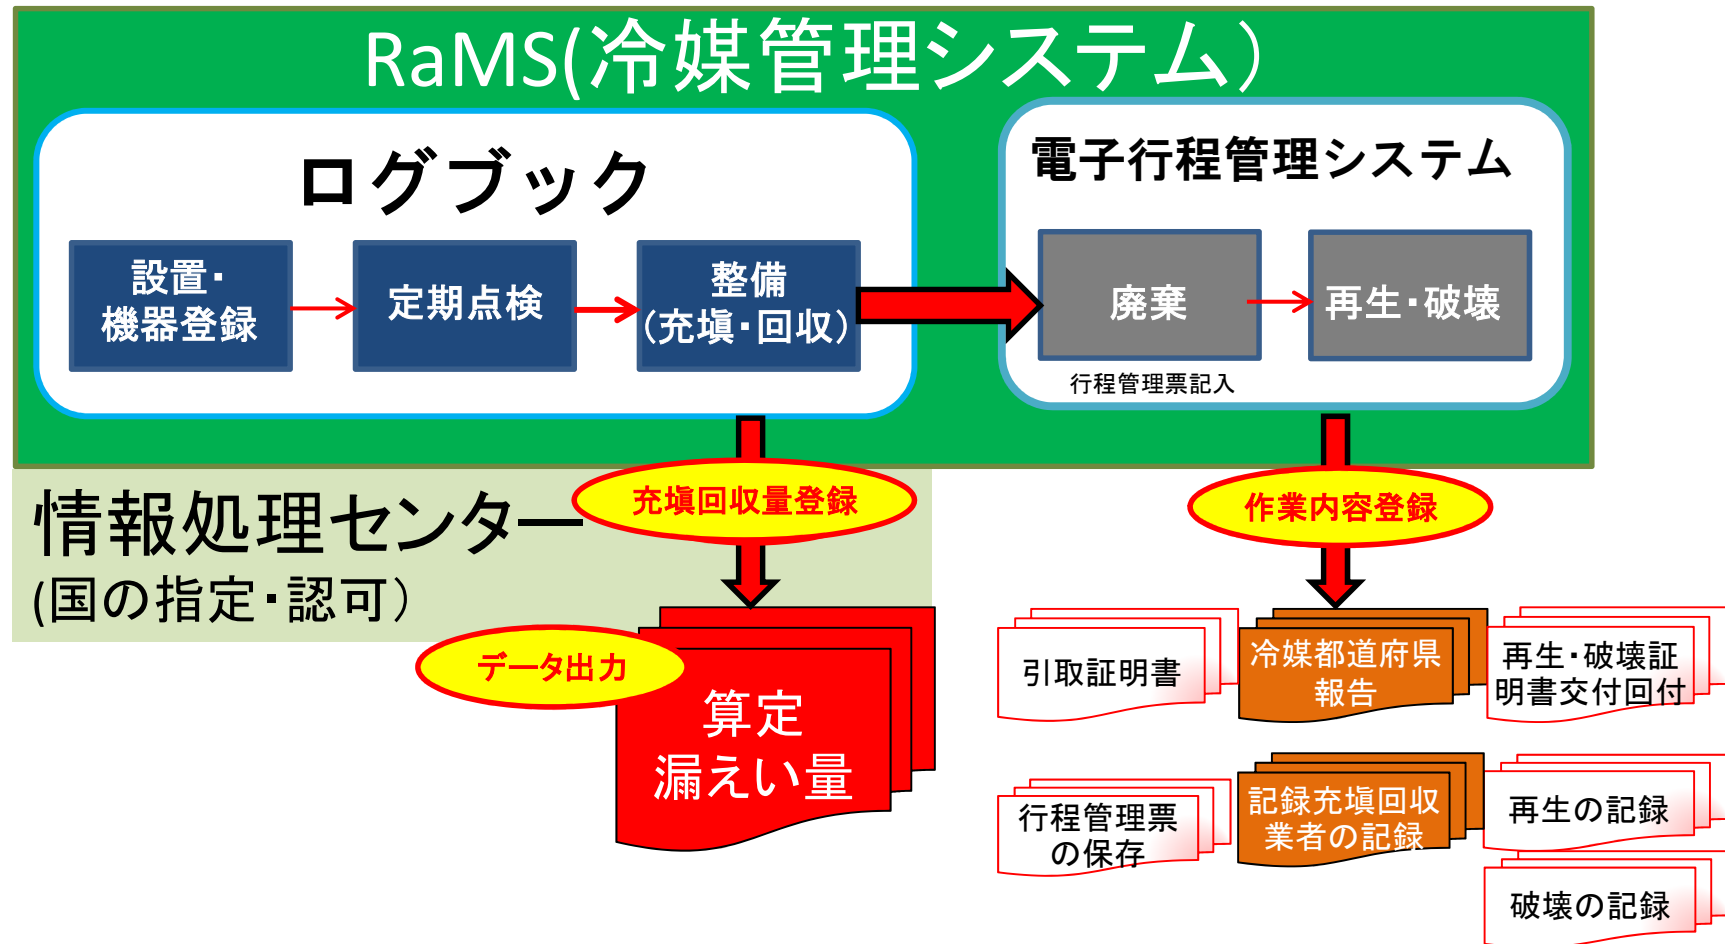 RaMS(冷媒管理システム）
ログブック
設置・
機器登録
定期点検
整備
(充塡・回収）
電子行程管理システム
廃棄
再生・破壊
行程管理票記入
情報処理センター
(国の指定・認可）
充塡回収量登録
作業内容登録
データ出力
算定
漏えい量
引取証明書
冷媒都道府県
報告
再生・破壊証
明書交付回付
行程管理票
の保存
記録充塡回収
業者の記録
再生の記録
破壊の記録